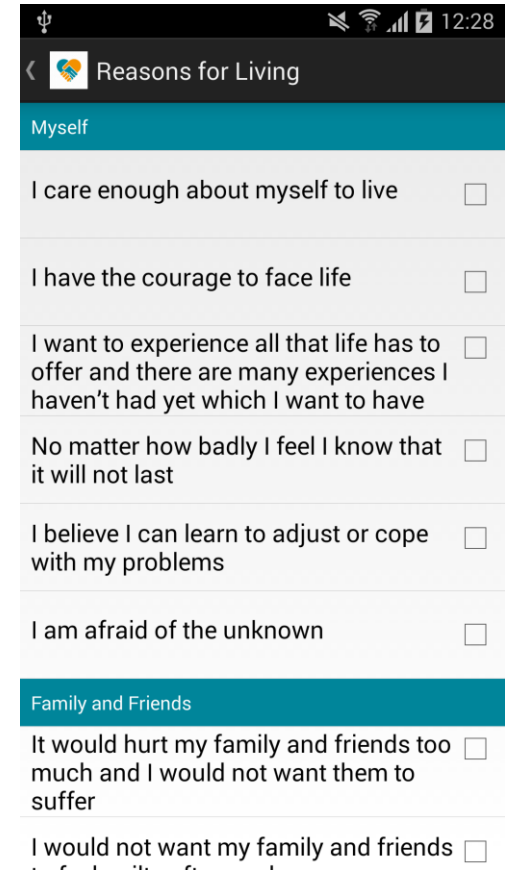 12:28
Reasons for Living
Myself
I care enough about myself to live
I have the courage to face life
I want to experience all that life has to
offer and there are many experiences I
haven’t had yet which I want to have
No matter how badly I feel I know that
it will not last
I believe I can learn to adjust or cope
with my problems
I am afraid of the unknown
Family and Friends
It would hurt my family and friends too
much and I would not want them to
suffer
I would not want my family and friends